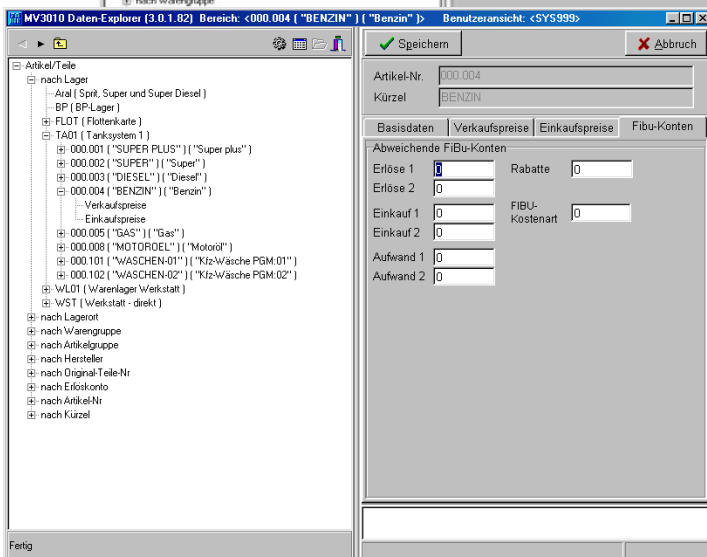 nach Warengruppe
MV3010 Daten-Explorer (3.0.1.82) Bereich: <000.004 ( "BENZIN" ) ( "Benzin" )> Benutzeransicht: <SYS999>
Speichern
Abbruch
Artikel/Teile
nach Lager
Aral ( Sprit, Super und Super Diesel )
BP ( BP-Lager )
FLOT ( Flottenkarte )
TA01 ( Tanksystem 1 )
000.001 ( "SUPER PLUS" ) ( "Super plus" )
000.002 ( "SUPER" ) ( "Super" )
000.003 ( "DIESEL" ) ( "Diesel" )
000.004 ( "BENZIN" ) ( "Benzin" )
Verkaufspreise
Einkaufspreise
000.005 ( "GAS" ) ( "Gas" )
000.008 ( "MOTOROEL" ) ( "Motoröl" )
000.101 ( "WASCHEN-01" ) ( "Kfz-Wäsche PGM:01" )
000.102 ( "WASCHEN-02" ) ( "Kfz-Wäsche PGM:02" )
WL01 ( Warenlager Werkstatt )
WST ( Werkstatt - direkt )
nach Lagerort
nach Warengruppe
nach Artikelgruppe
nach Hersteller
nach Original-Teile-Nr
nach Erlöskonto
nach Artikel-Nr
nach Kürzel
Fertig
Artikel-Nr. 000.004
Kürzel BENZIN
Basisdaten Verkaufspreise Einkaufspreise Fibu-Konten
Abweichende FiBu-Konten
Erlöse 1 0 Rabatte 0
Erlöse 2 0
Einkauf 1 0 FIBU-Kostenart 0
Einkauf 2 0
Aufwand 1 0
Aufwand 2 0